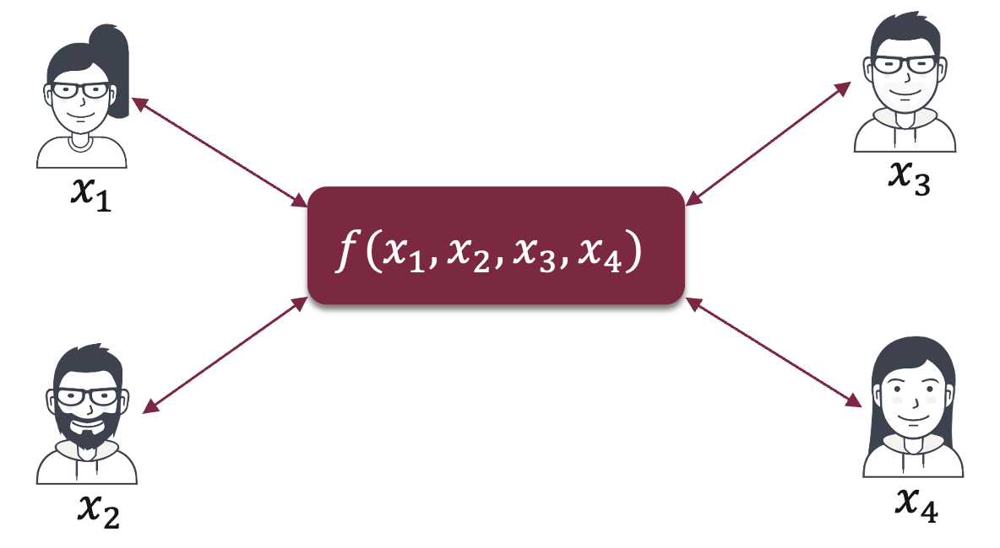 x₁
x₃
f(x₁, x₂, x₃, x₄)
x₂
x₄